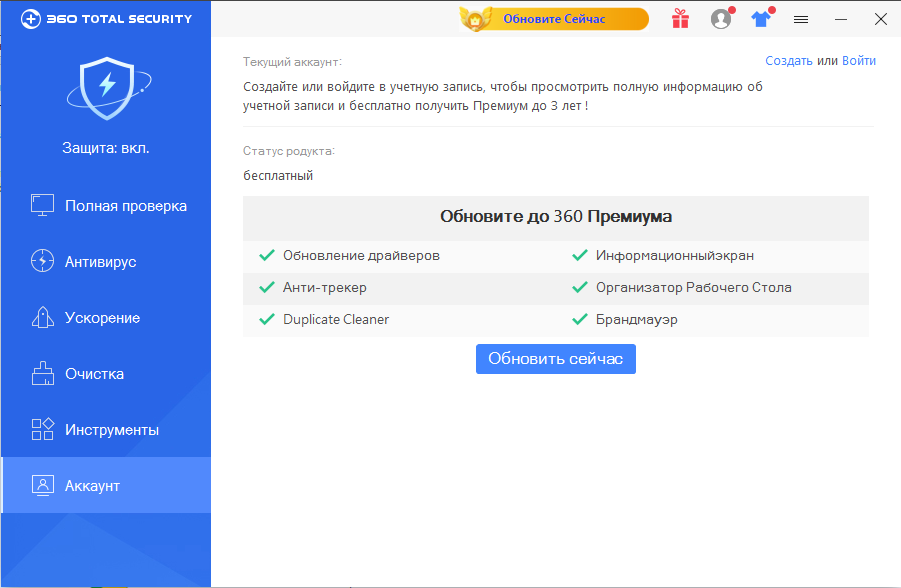 360 TOTAL SECURITY
Обновите Сейчас
Защита: вкл.
Полная проверка
Антивирус
Ускорение
Очистка
Инструменты
Аккаунт
Текущий аккаунт:
Создать или Войти
Создайте или войдите в учетную запись, чтобы просмотрить полную информацию об
учетной записи и бесплатно получить Премиум до 3 лет !
Статус родукта:
бесплатный
Обновите до 360 Премиума
Обновление драйверов
Информационныйэкран
Анти-трекер
Организатор Рабочего Стола
Duplicate Cleaner
Брандмауэр
Обновить сейчас